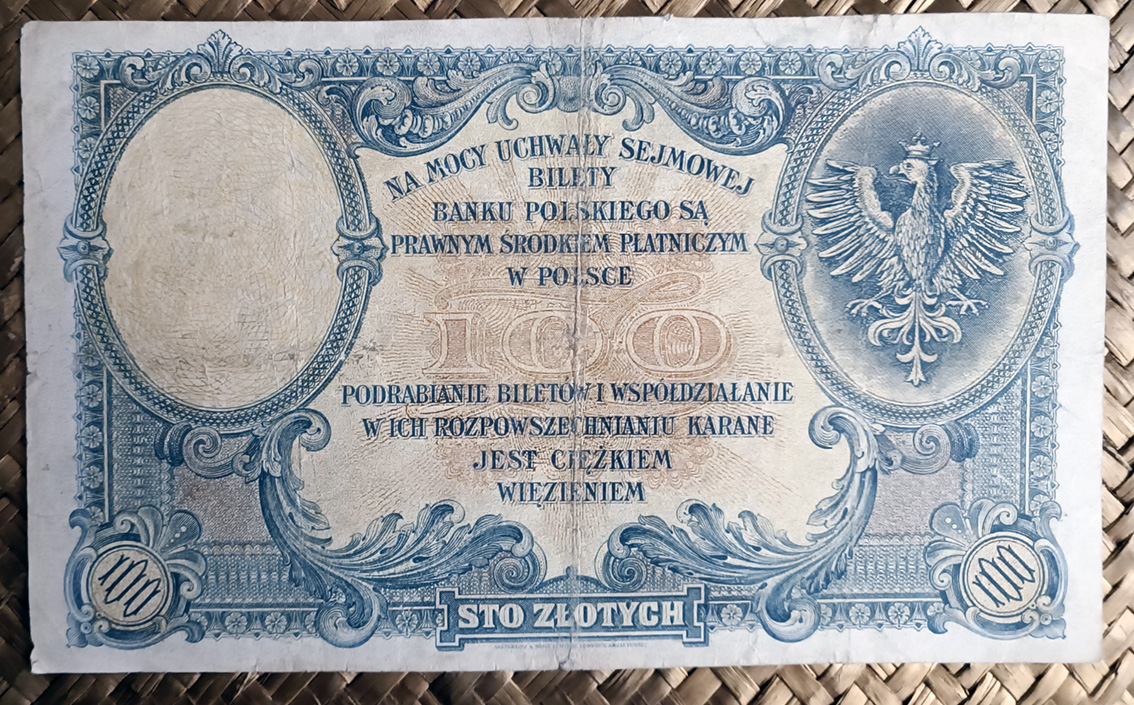 NA MOCY UCHWAŁY SEJMOWEJ
BILETY
BANKU POLSKIEGO SĄ
PRAWNYM ŚRODKIEM PŁATNICZYM
W POLSCE
100
PODRABIANIE BILETÓW I WSPÓŁDZIAŁANIE
W ICH ROZPOWSZECHNIANIU KARANE
JEST CIĘŻKIEM
WIĘZIENIEM
100
100
STO ZŁOTYCH